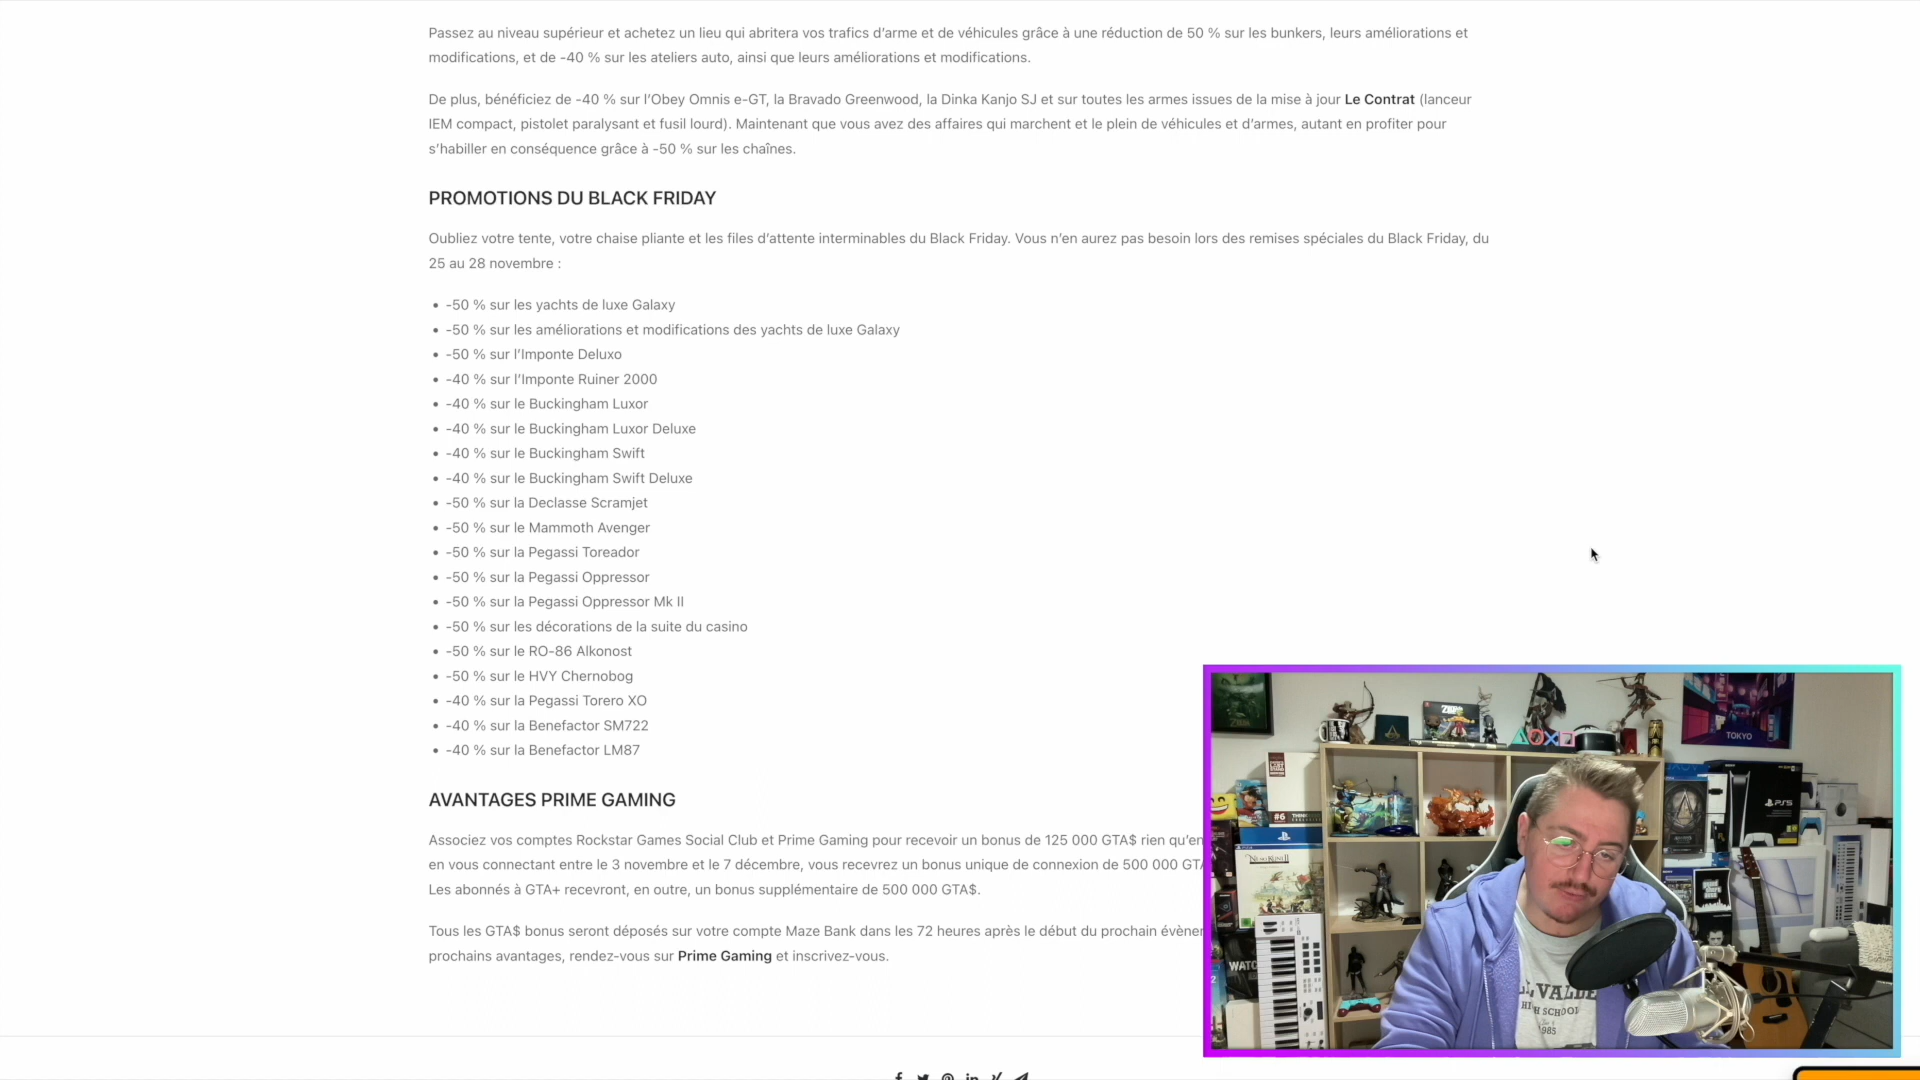 Passez au niveau supérieur et achetez un lieu qui abritera vos trafics d’arme et de véhicules grâce à une réduction de 50 % sur les bunkers, leurs améliorations et
modifications, et de -40 % sur les ateliers auto, ainsi que leurs améliorations et modifications.
De plus, bénéficiez de -40 % sur l’Obey Omnis e-GT, la Bravado Greenwood, la Dinka Kanjo SJ et sur toutes les armes issues de la mise à jour Le Contrat (lanceur
IEM compact, pistolet paralysant et fusil lourd). Maintenant que vous avez des affaires qui marchent et le plein de véhicules et d’armes, autant en profiter pour
s’habiller en conséquence grâce à -50 % sur les chaînes.
PROMOTIONS DU BLACK FRIDAY
Oubliez votre tente, votre chaise pliante et les files d’attente interminables du Black Friday. Vous n’en aurez pas besoin lors des remises spéciales du Black Friday, du
25 au 28 novembre :
• -50 % sur les yachts de luxe Galaxy
• -50 % sur les améliorations et modifications des yachts de luxe Galaxy
• -50 % sur l’Imponte Deluxo
• -40 % sur l’Imponte Ruiner 2000
• -40 % sur le Buckingham Luxor
• -40 % sur le Buckingham Luxor Deluxe
• -40 % sur le Buckingham Swift
• -40 % sur le Buckingham Swift Deluxe
• -50 % sur la Declasse Scramjet
• -50 % sur le Mammoth Avenger
• -50 % sur la Pegassi Toreador
• -50 % sur la Pegassi Oppressor
• -50 % sur la Pegassi Oppressor Mk II
• -50 % sur les décorations de la suite du casino
• -50 % sur le RO-86 Alkonost
• -50 % sur le HVY Chernobog
• -40 % sur la Pegassi Torero XO
• -40 % sur la Benefactor SM722
• -40 % sur la Benefactor LM87
AVANTAGES PRIME GAMING
Associez vos comptes Rockstar Games Social Club et Prime Gaming pour recevoir un bonus de 125 000 GTA$ rien qu’en
en vous connectant entre le 3 novembre et le 7 décembre, vous recevrez un bonus unique de connexion de 500 000 GTA
Les abonnés à GTA+ recevront, en outre, un bonus supplémentaire de 500 000 GTA$.
Tous les GTA$ bonus seront déposés sur votre compte Maze Bank dans les 72 heures après le début du prochain évène
prochains avantages, rendez-vous sur Prime Gaming et inscrivez-vous.
TOKYO
PS5
#6
WATC
HIGH SCHOOL
1985